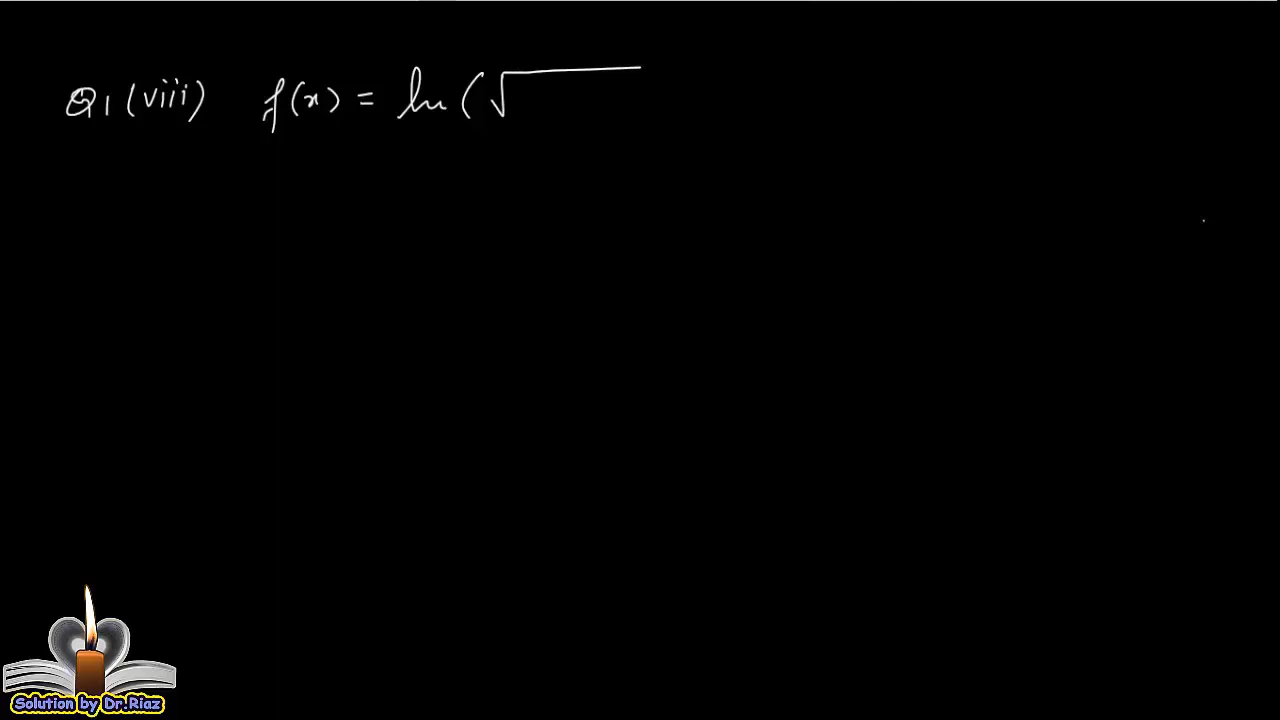 Q1(viii) f(x) = ln(√
Solution by Dr.Riaz